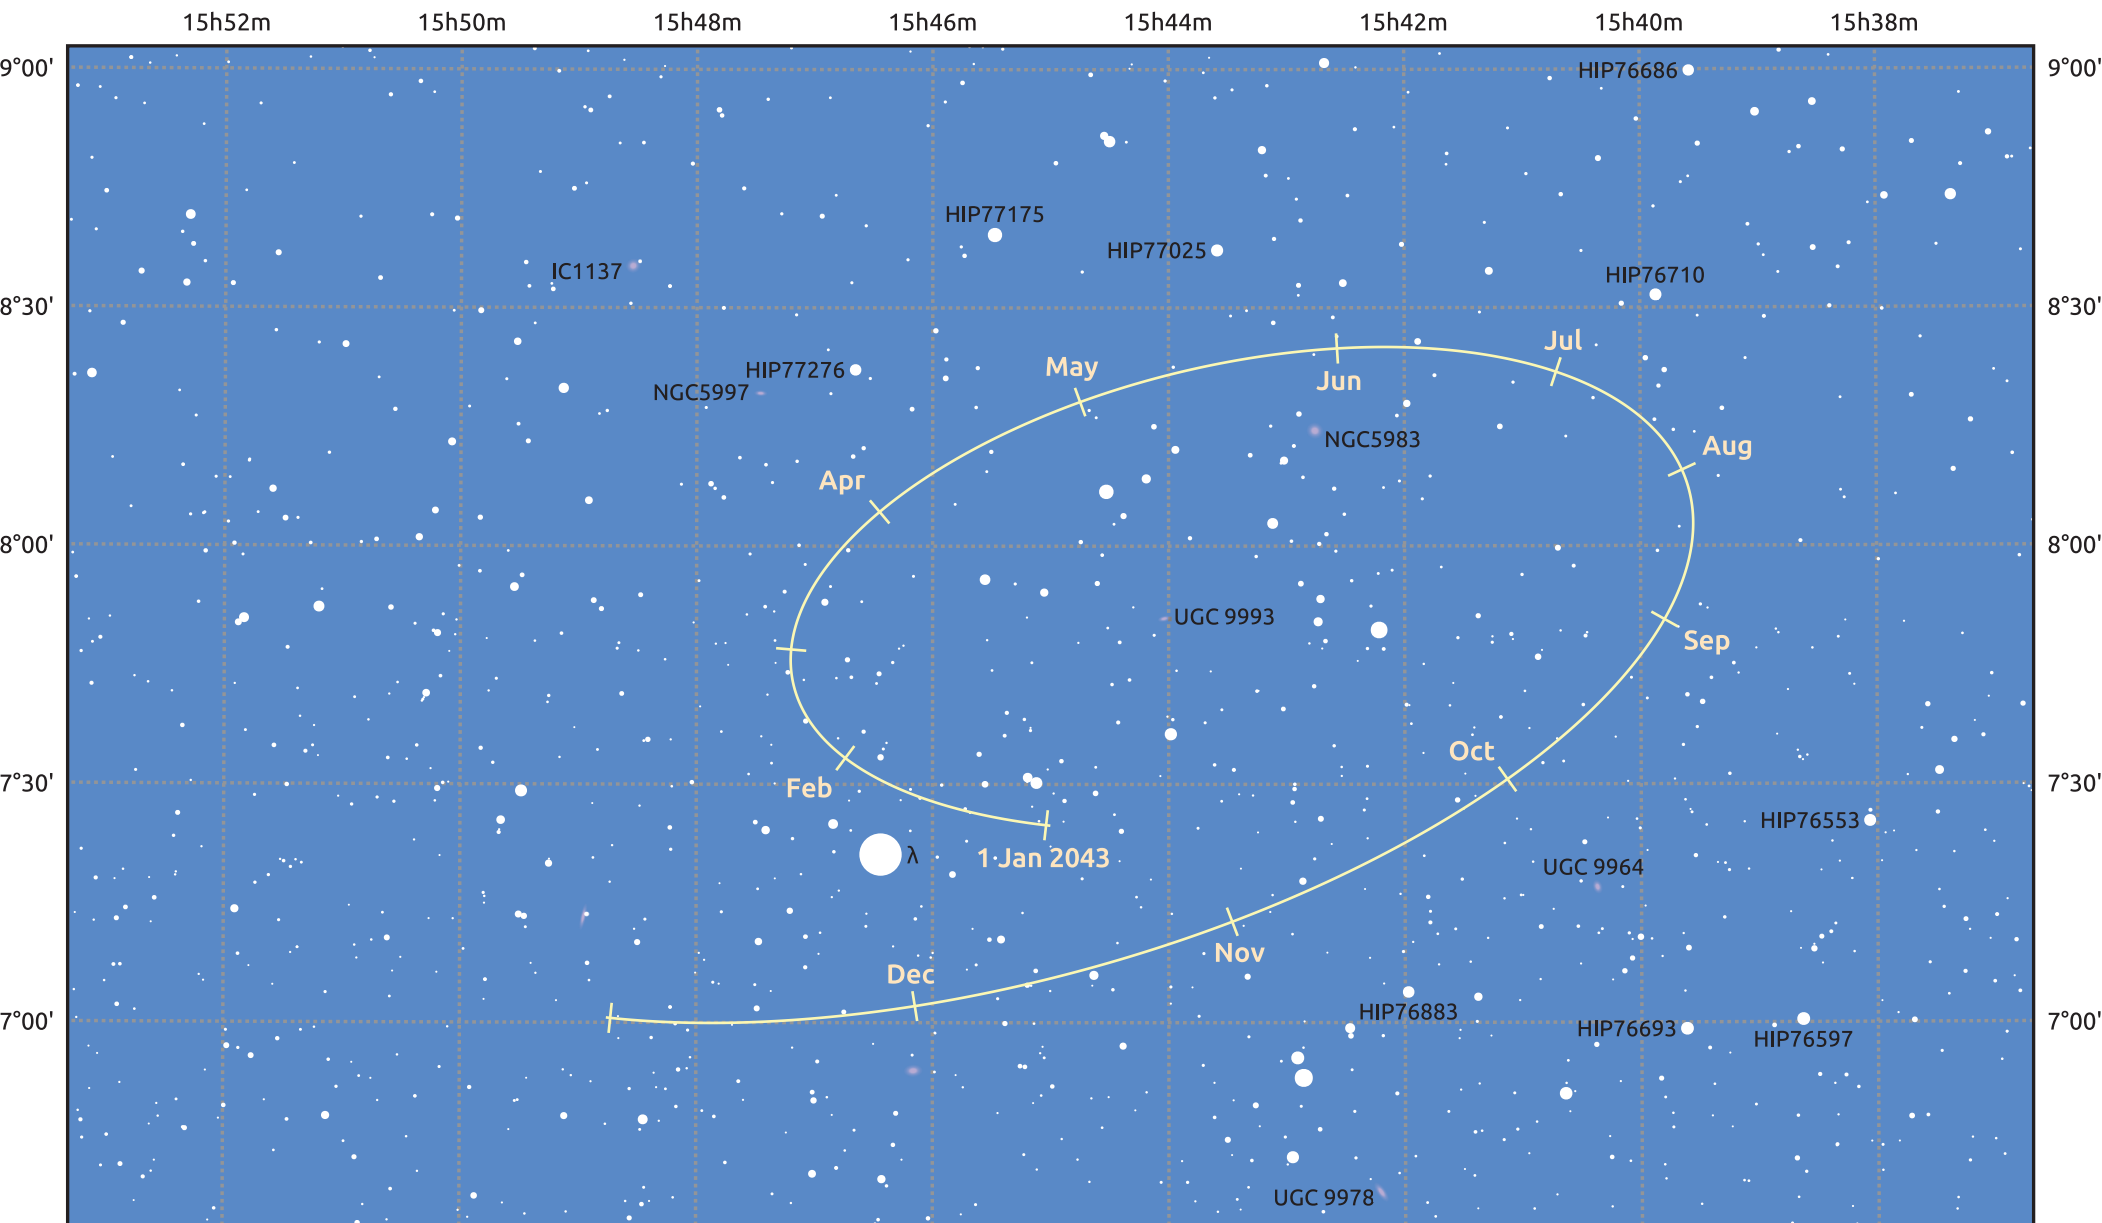 15h52m 15h50m 15h48m 15h46m 15h44m 15h42m 15h40m 15h38m
9°00' 9°00'
HIP76686
HIP77175
HIP77025
IC1137
HIP76710
8°30' 8°30'
Jul
May
HIP77276
Jun
NGC5997
NGC5983
Aug
Apr
8°00' 8°00'
UGC 9993
Sep
Oct
7°30' 7°30'
Feb
HIP76553
λ
1 Jan 2043
UGC 9964
Nov
Dec
HIP76883
7°00' 7°00'
HIP76693
HIP76597
UGC 9978